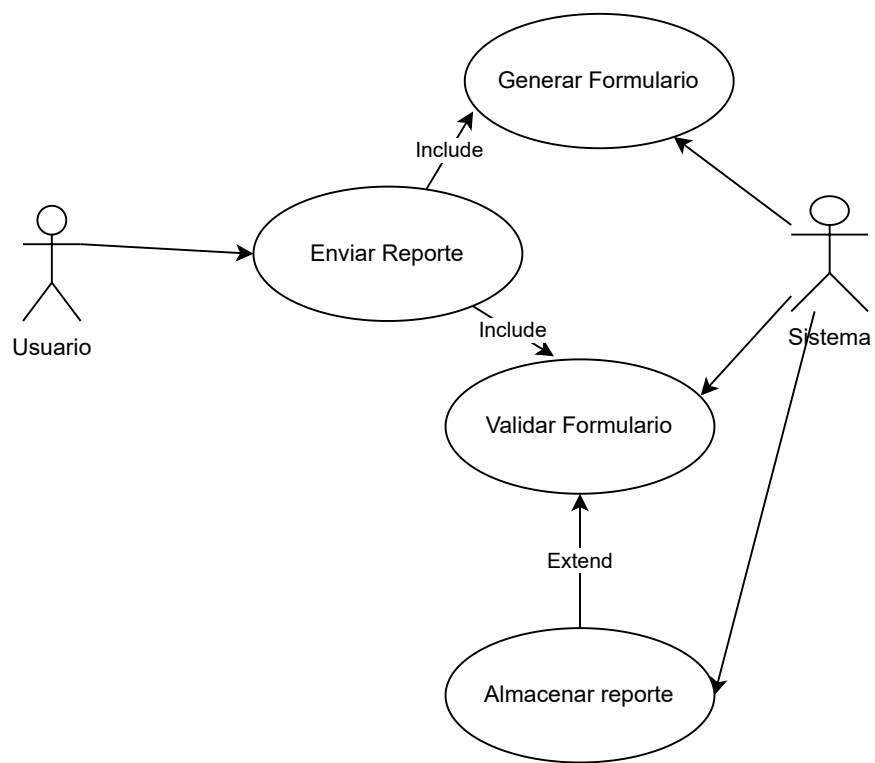 Generar Formulario
Include
Enviar Reporte
Usuario
Sistema
Include
Validar Formulario
Extend
Almacenar reporte